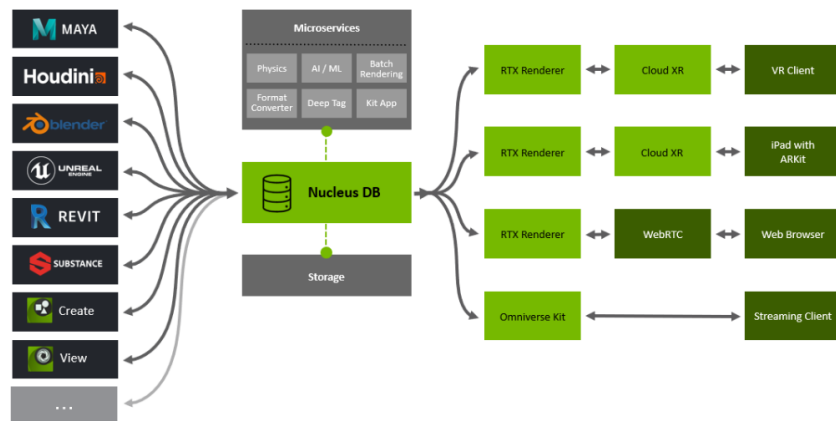 MAYA
Houdini
blender
UNREAL
ENGINE
REVIT
SUBSTANCE
Create
View
...
Microservices
Physics
AI / ML
Batch
Rendering
Format
Converter
Deep Tag
Kit App
Nucleus DB
Storage
RTX Renderer
Cloud XR
VR Client
RTX Renderer
Cloud XR
iPad with
ARKit
RTX Renderer
WebRTC
Web Browser
Omniverse Kit
Streaming Client